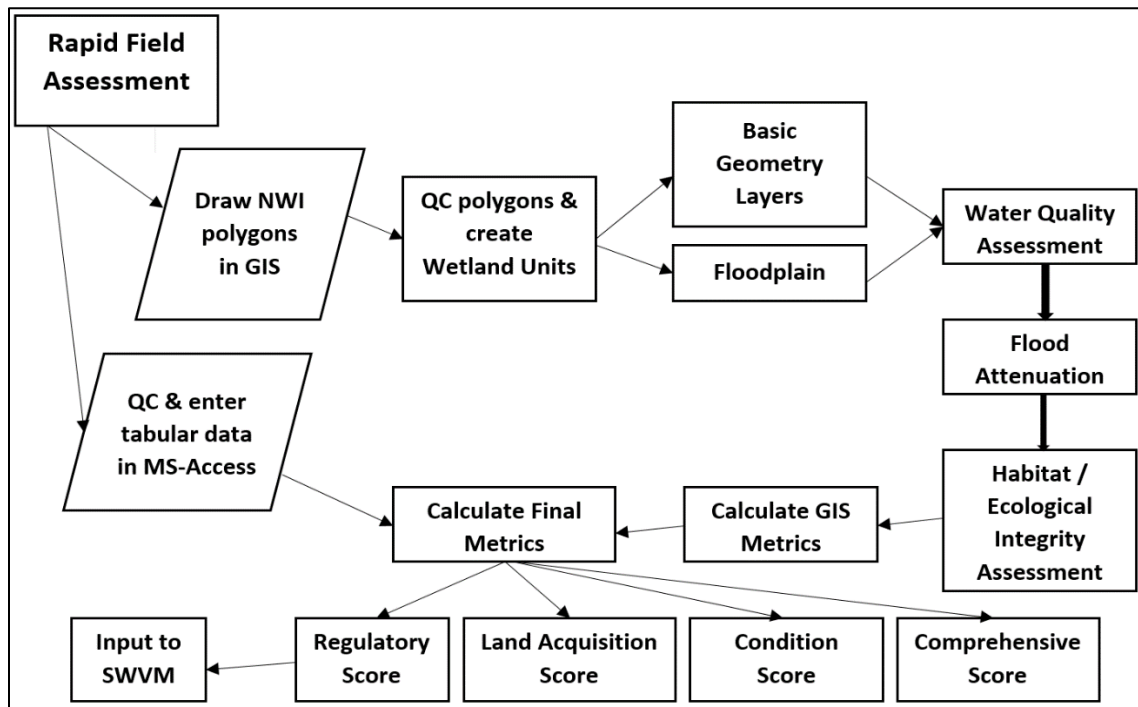 Rapid Field
Assessment
Draw NWI
polygons
in GIS
QC polygons &
create
Wetland Units
Basic
Geometry
Layers
Floodplain
Water Quality
Assessment
Flood
Attenuation
Habitat /
Ecological
Integrity
Assessment
QC & enter
tabular data
in MS-Access
Calculate GIS
Metrics
Calculate Final
Metrics
Input to
SWVM
Regulatory
Score
Land Acquisition
Score
Condition
Score
Comprehensive
Score